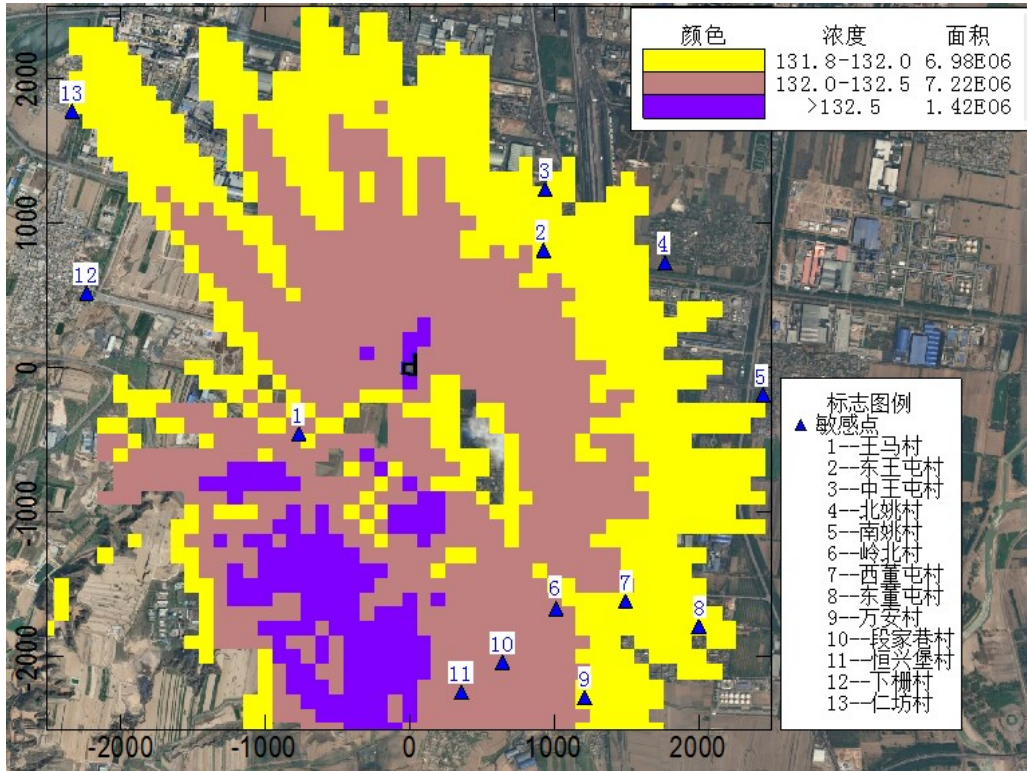 颜色 浓度 面积
131.8-132.0 6.98E06
132.0-132.5 7.22E06
>132.5 1.42E06
2000
1000
0
-1000
-2000
13
3
2
4
12
5
1
6
7
8
10
11
9
标志图例
敏感点
1--王马村
2--东王屯村
3--中王屯村
4--北姚村
5--南姚村
6--岭北村
7--西董屯村
8--东董屯村
9--万安村
10--段家巷村
11--恒兴堡村
12--下栅村
13--仁坊村
-2000 -1000 0 1000 2000